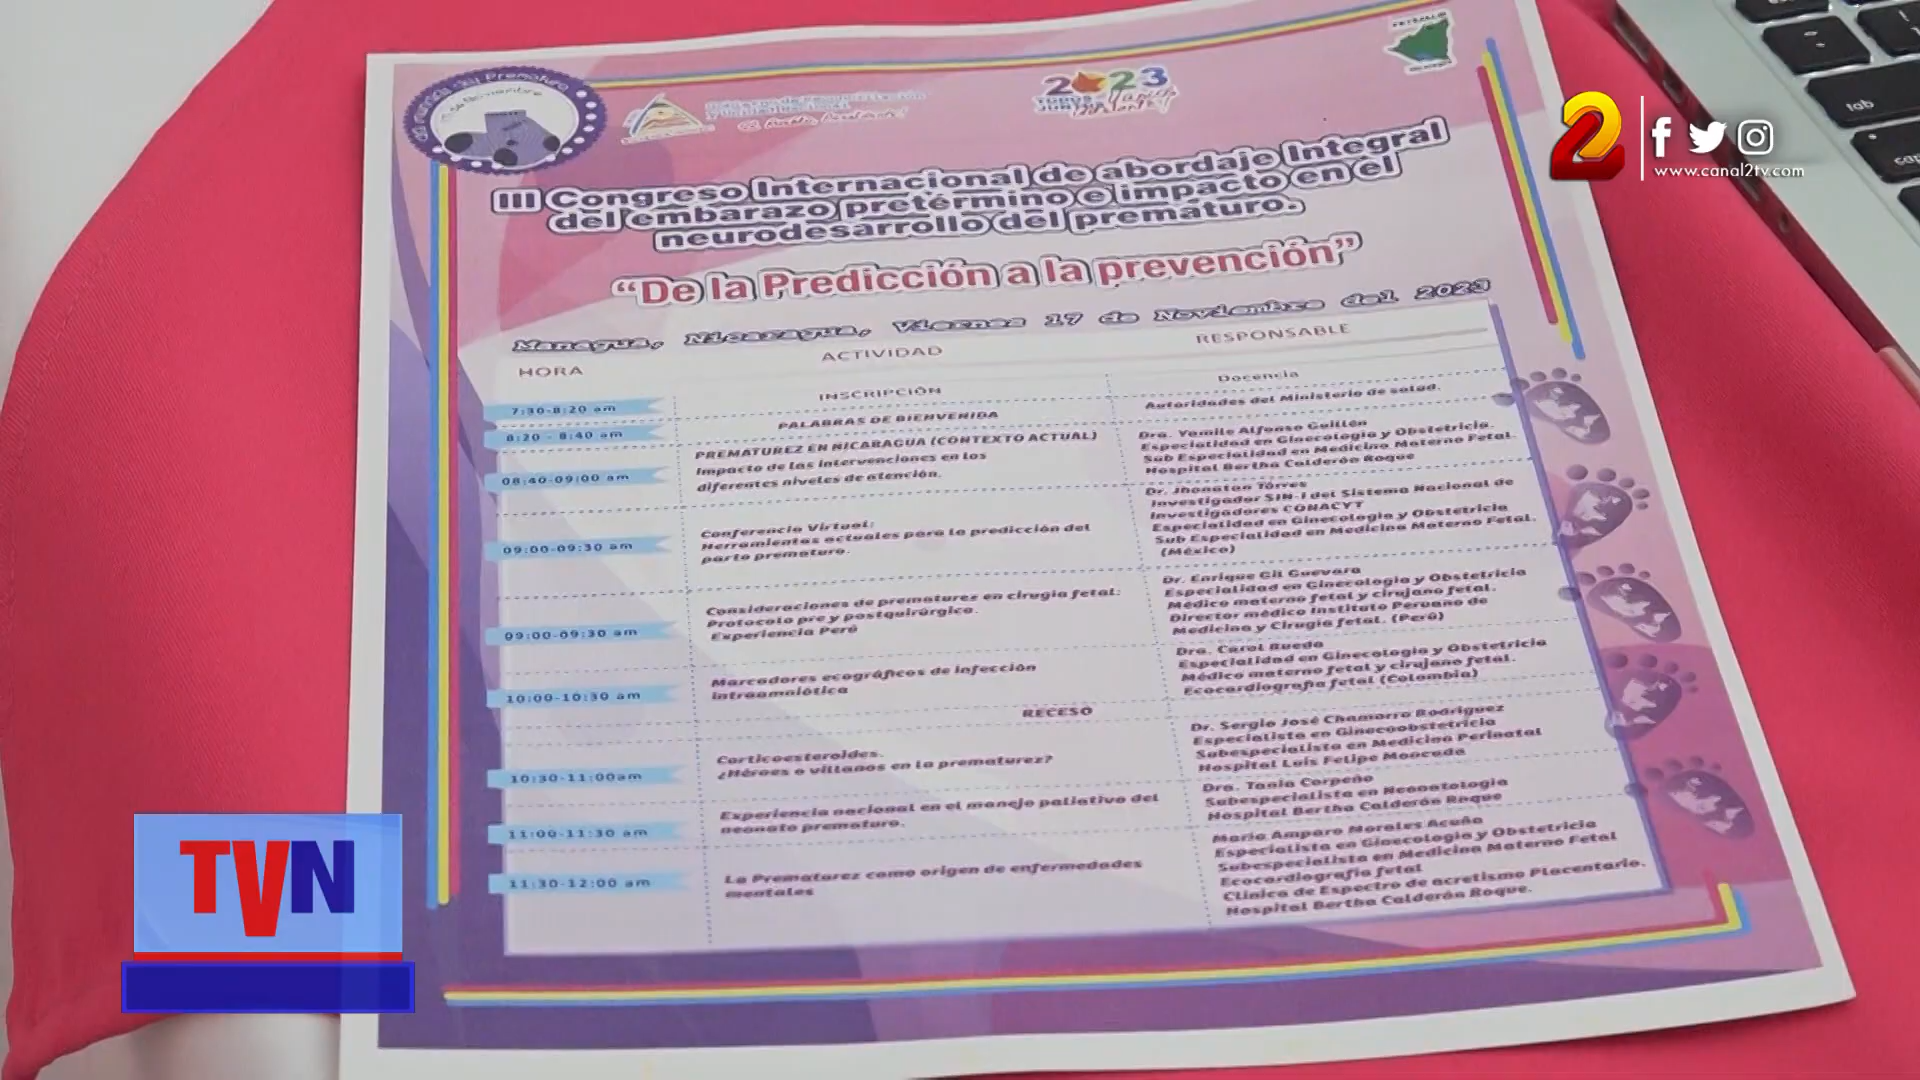 del Prematuro
2023
TODOS JUNTOS Vamos Adelante!
2
www.canal2tv.com
tab
III Congreso Internacional de abordaje Integral
del embarazo pretérmino e impacto en el
neurodesarrollo del prematuro.
“De la Predicción a la prevención”
Managua, Nicaragua, Viernes 17 de Noviembre del 2023
HORA ACTIVIDAD RESPONSABLE
7:30-8:20 am INSCRIPCIÓN Docencia
8:20 - 8:40 am PALABRAS DE BIENVENIDA Autoridades del Ministerio de salud.
08:40-09:00 am
PREMATUREZ EN NICARAGUA (CONTEXTO ACTUAL)
Impacto de las intervenciones en los
diferentes niveles de atención.
Dra. Yamile Alfonso Guillén
Especialidad en Ginecología y Obstetricia.
Sub Especialidad en Medicina Materno Fetal.
Hospital Bertha Calderón Roque
09:00-09:30 am
Conferencia Virtual:
Herramientas actuales para la predicción del
parto prematuro.
Dr. Jhonatan Torres
Investigador SIN-I del Sistema Nacional de
Investigadores CONACYT
Especialidad en Ginecología y Obstetricia
Sub Especialidad en Medicina Materno Fetal.
(México)
09:00-09:30 am
Consideraciones de prematurez en cirugía fetal:
Protocolo pre y postquirúrgico.
Experiencia Perú
Dr. Enrique Gil Guevara
Especialidad en Ginecología y Obstetricia
Médico materno fetal y cirujano fetal.
Director médico Instituto Peruano de
Medicina y Cirugía fetal. (Perú)
10:00-10:30 am
Marcadores ecográficos de infección
intraamniótica
Dra. Carol Rueda
Especialidad en Ginecología y Obstetricia
Médico materno fetal y cirujano fetal.
Ecocardiografía fetal (Colombia)
RECESO
10:30-11:00am
Corticoesteroides.
¿Héroes o villanos en la prematurez?
Dr. Sergio José Chamorro Rodríguez
Especialista en Ginecoobstetricia
Subespecialista en Medicina Perinatal
Hospital Luis Felipe Moncada
11:00-11:30 am
Experiencia nacional en el manejo paliativo del
neonato prematuro.
Dra. Tania Corpeño
Subespecialista en Neonatología
Hospital Bertha Calderón Roque
11:30-12:00 am
La Prematurez como origen de enfermedades
mentales
María Amparo Morales Acuña
Especialista en Ginecología y Obstetricia
Subespecialista en Medicina Materno Fetal
Ecocardiografía fetal
Clínica de Espectro de acretismo Placentario.
Hospital Bertha Calderón Roque.
TVN